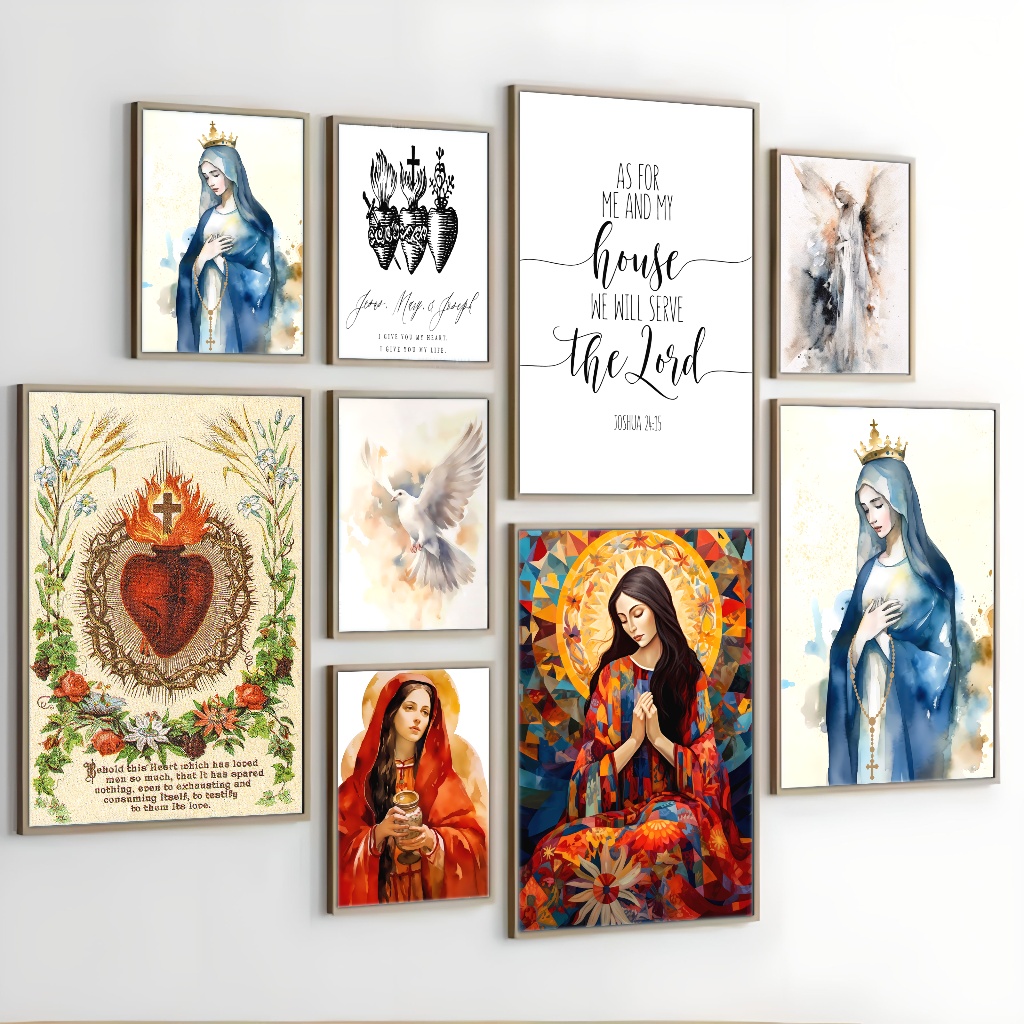 Jesus, Mary, & Joseph
I GIVE YOU MY HEART.
I GIVE YOU MY LIFE.
AS FOR
ME AND MY
house
WE WILL SERVE
the Lord
JOSHUA 24:15
Behold this Heart which has loved
men so much, that it has spared
nothing, even to exhausting and
consuming Itself, to testify
to them Its love.